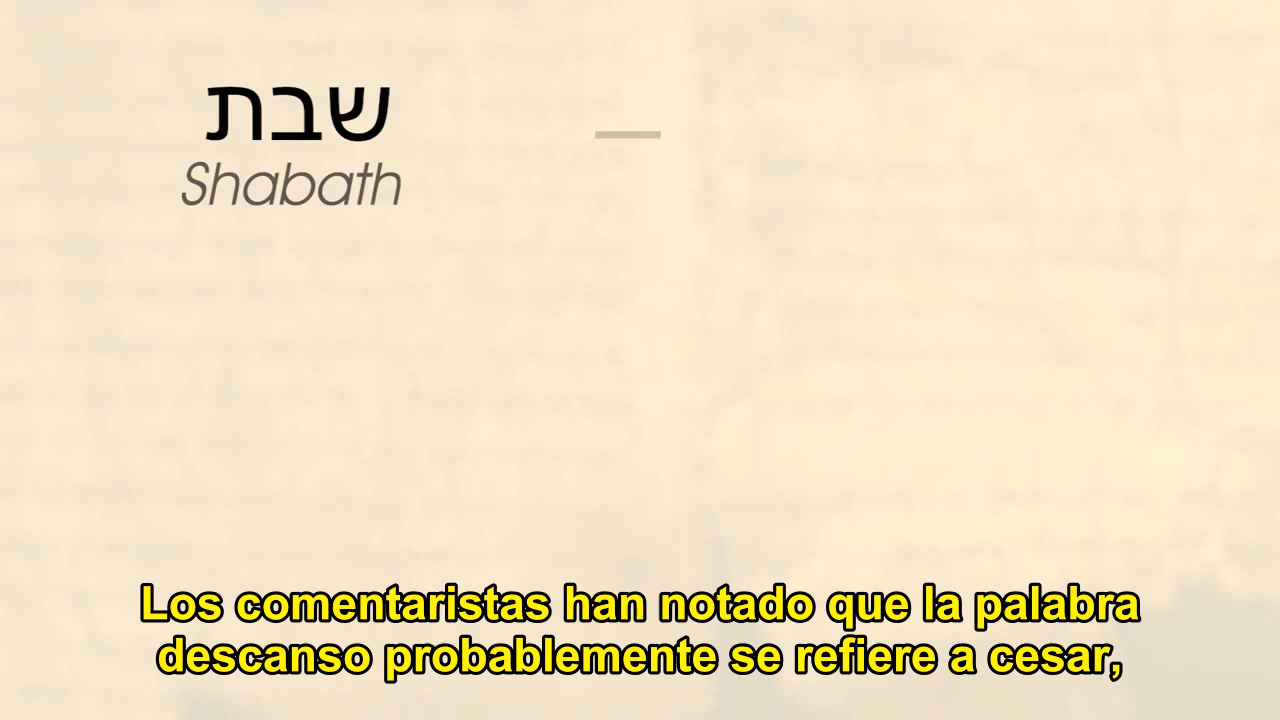 שבת
Shabath
—
Los comentaristas han notado que la palabra
descanso probablemente se refiere a cesar,